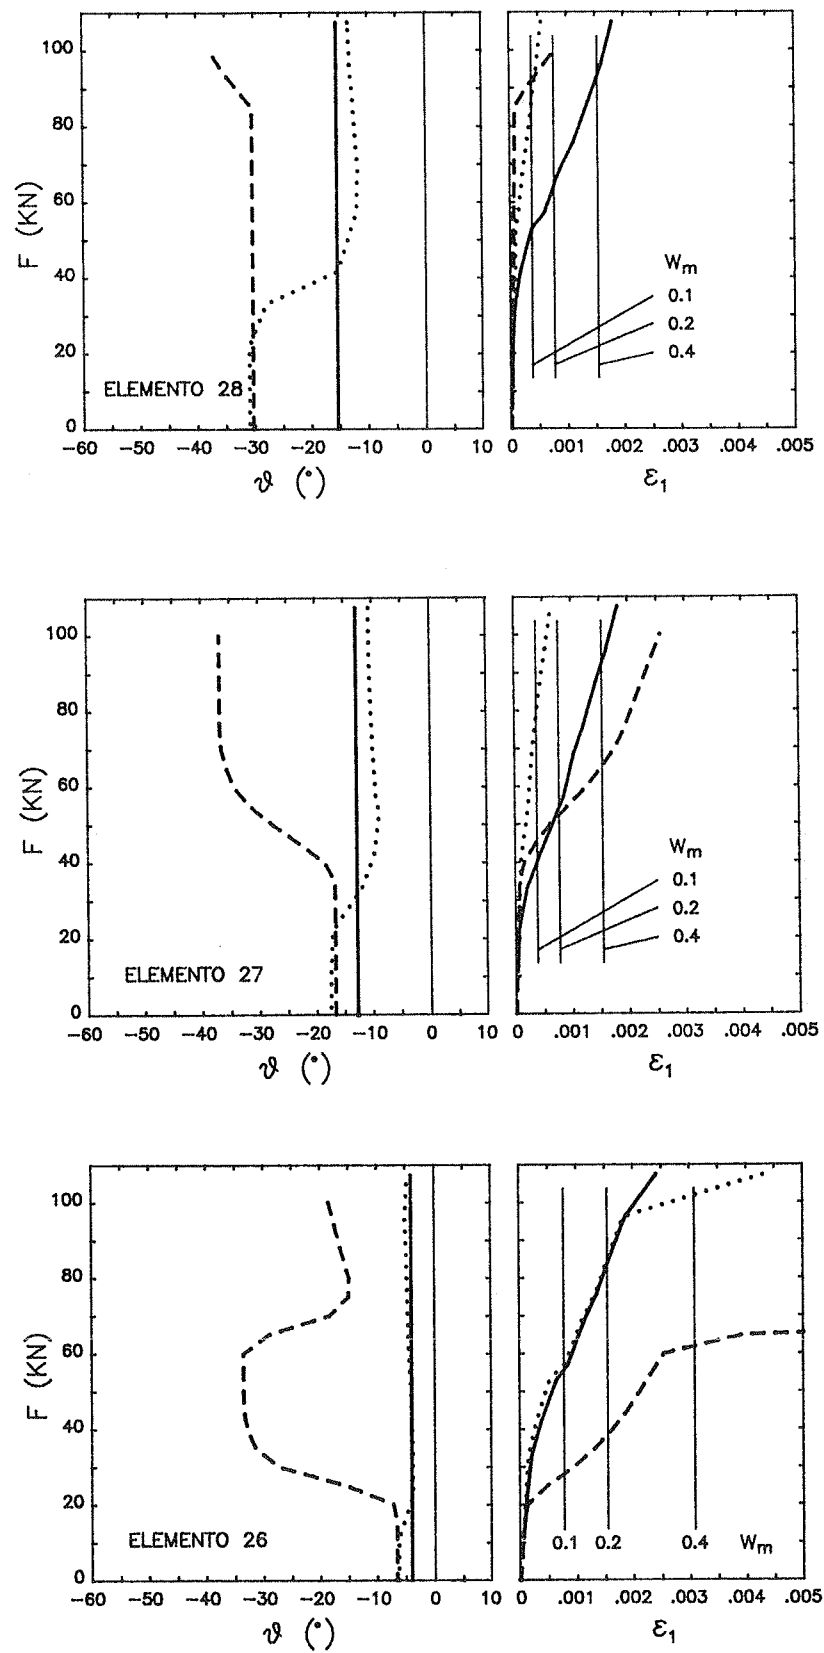 100
80
60
40
20
0
F (KN)
ELEMENTO 28
-60 -50 -40 -30 -20 -10 0 10
ϑ (°)
Wm
0.1
0.2
0.4
0 .001 .002 .003 .004 .005
ε1
100
80
60
40
20
0
F (KN)
ELEMENTO 27
-60 -50 -40 -30 -20 -10 0 10
ϑ (°)
Wm
0.1
0.2
0.4
0 .001 .002 .003 .004 .005
ε1
100
80
60
40
20
0
F (KN)
ELEMENTO 26
-60 -50 -40 -30 -20 -10 0 10
ϑ (°)
0.1 0.2 0.4 Wm
0 .001 .002 .003 .004 .005
ε1